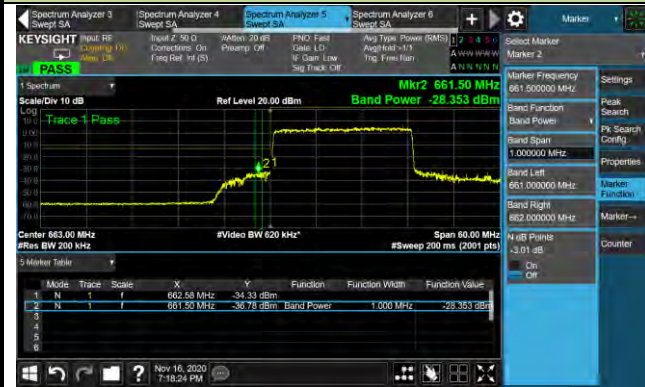 Spectrum Analyzer 3
Swept SA
Spectrum Analyzer 4
Swept SA
Spectrum Analyzer 5
Swept SA
Spectrum Analyzer 6
Swept SA
Marker
KEYSIGHT
Input: RF
Input Z: 50 Ω
Corrections: On
Freq Ref: Int (S)
#Atten: 20 dB
Preamp: Off
PNO: Fast
Gate: LO
IF Gain: Low
Sig Track: Off
Avg Type: Power (RMS)
Avg|Hold:>1/1
Trig: Free Run
1 2 3 4 5 6
A W W W W W
A N N N N N
PASS
Select Marker
Marker 2
1 Spectrum
Mkr2 661.50 MHz
Scale/Div 10 dB
Ref Level 20.00 dBm
Band Power -28.353 dBm
Log
Trace 1 Pass
21
Center 663.00 MHz
#Video BW 620 kHz*
Span 60.00 MHz
#Res BW 200 kHz
#Sweep 200 ms (2001 pts)
Marker Frequency
661.500000 MHz
Band Function
Band Power
Band Span
1.000000 MHz
Band Left
661.000000 MHz
Band Right
662.000000 MHz
N dB Points
-3.01 dB
On
Off
Settings
Peak
Search
Pk Search
Config
Properties
Marker
Function
Marker→
Counter
5 Marker Table
Mode Trace Scale X Y Function Function Width Function Value
1 N 1 f 662.58 MHz -34.33 dBm
2 N 1 f 661.50 MHz -36.78 dBm Band Power 1.000 MHz -28.353 dBm
3
4
5
6
Nov 16, 2020
7:18:24 PM